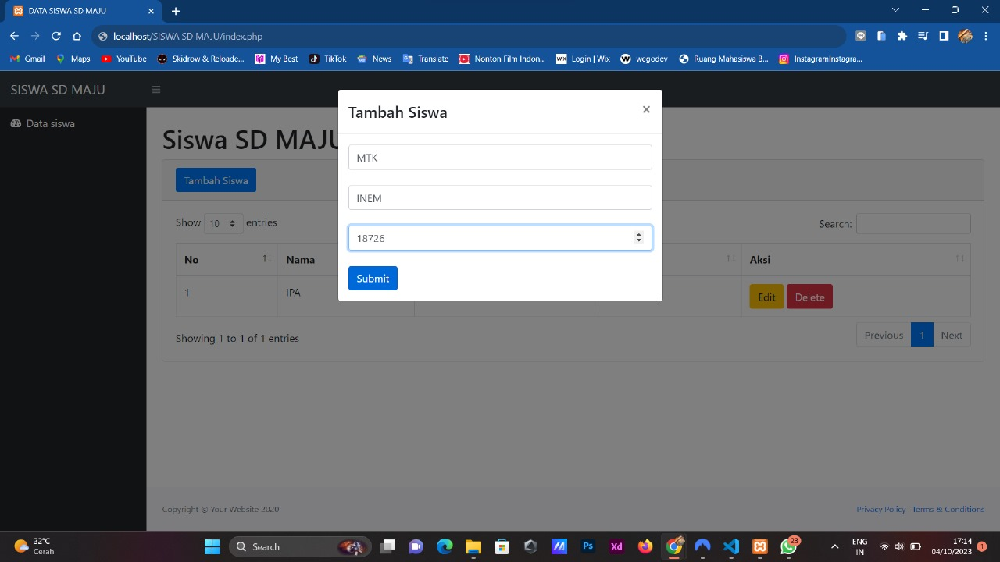 DATA SISWA SD MAJU
localhost/SISWA SD MAJU/index.php
Gmail Maps YouTube Skidrow & Reloade... My Best TikTok News Translate Nonton Film Indon... WIX Login | Wix wegodev Ruang Mahasiswa B... InstagramInstagra...
SISWA SD MAJU
Data siswa
Siswa SD MAJU
Tambah Siswa
Show 10 entries
Search:
No Nama Aksi
1 IPA Edit Delete
Showing 1 to 1 of 1 entries
Previous 1 Next
Tambah Siswa ×
MTK
INEM
18726
Submit
Copyright © Your Website 2020
Privacy Policy · Terms & Conditions
32°C
Cerah
Search
Ps
Xd
23
ENG
IN
17:14
04/10/2023
1